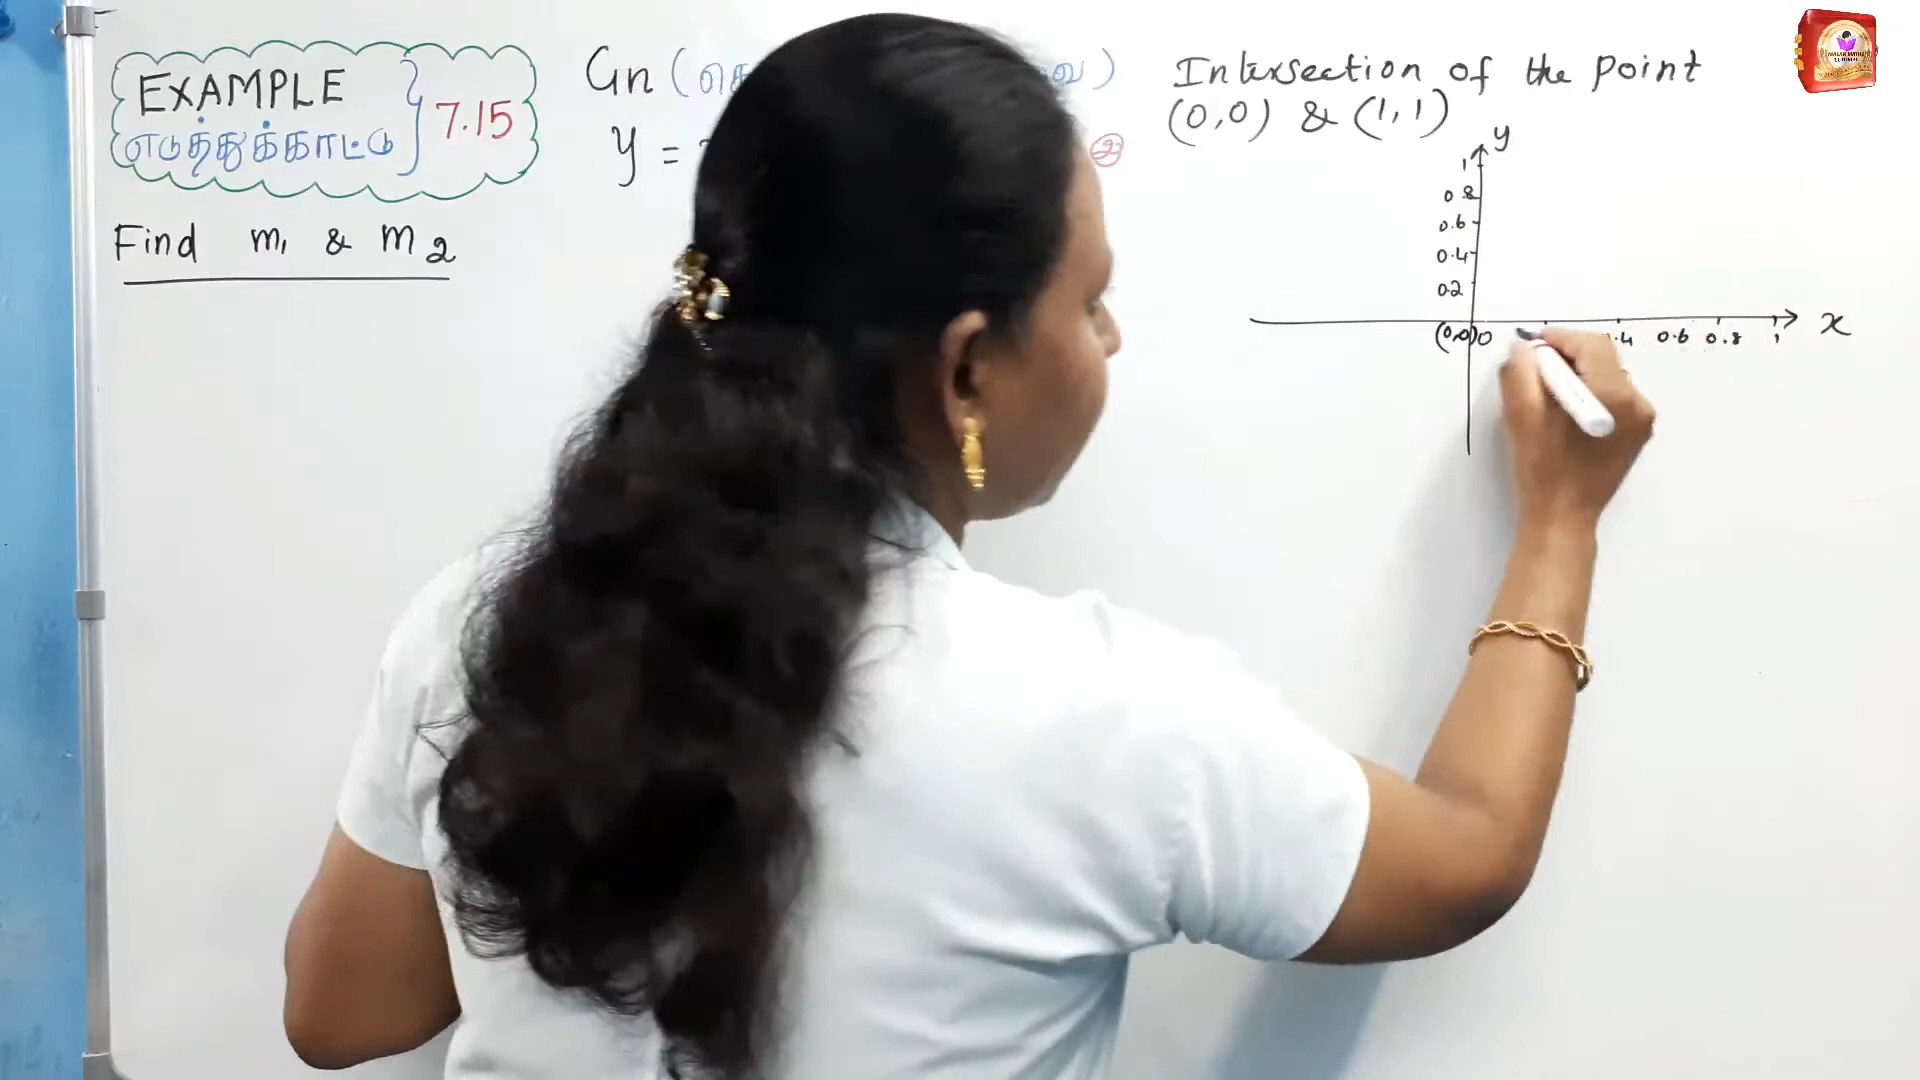 EXAMPLE
எடுத்துக்காட்டு
7.15
Gn (
Intersection of the point
(0,0) & (1,1)
y =
②
Find m₁ & m₂
y
1
0.8
0.6
0.4
0.2
(0,0) 0 0.6 0.8 1
x